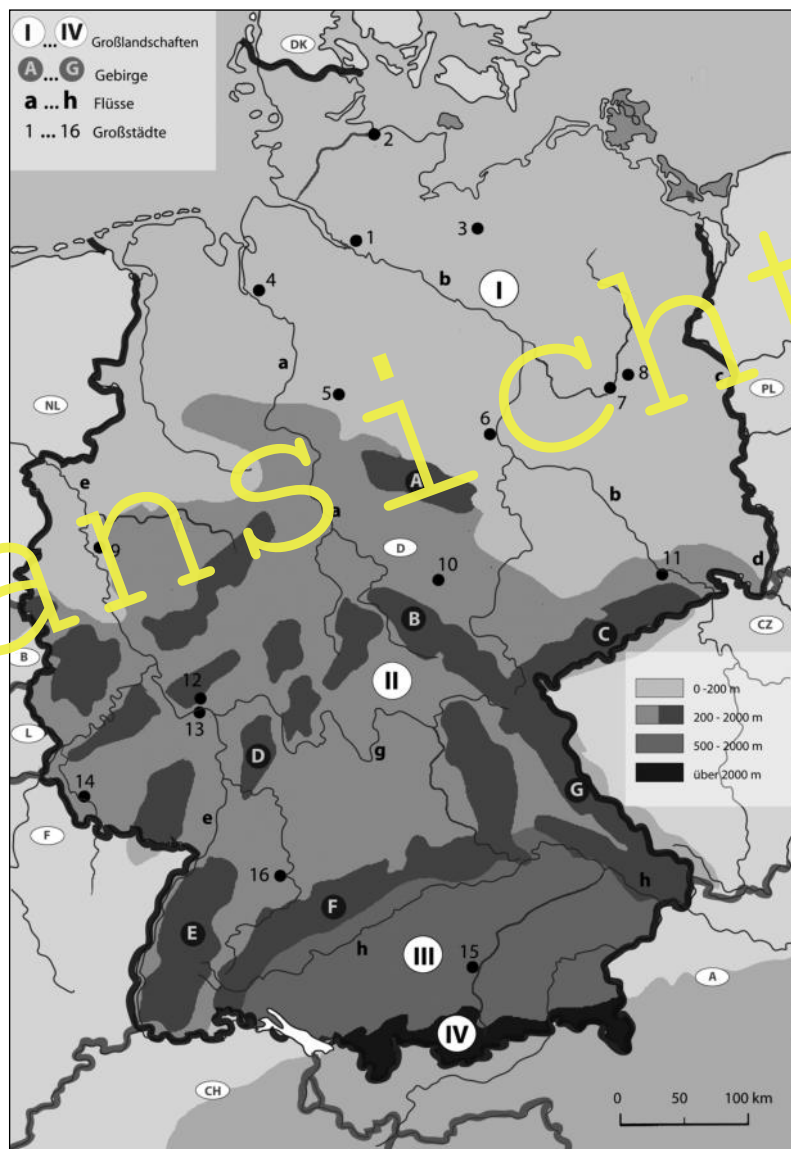 I ... IV Großlandschaften
A ... G Gebirge
a ... h Flüsse
1 ... 16 Großstädte
DK
2
1
3
4
b
I
a
5
8
7
c
NL
PL
6
e
A
b
a
9
D
10
11
d
B
C
B
CZ
12
II
13
L
D
g
14
G
F
e
16
F
E
h
h
III
15
A
IV
CH
0 -200 m
200 - 2000 m
500 - 2000 m
über 2000 m
0 50 100 km
ansicht